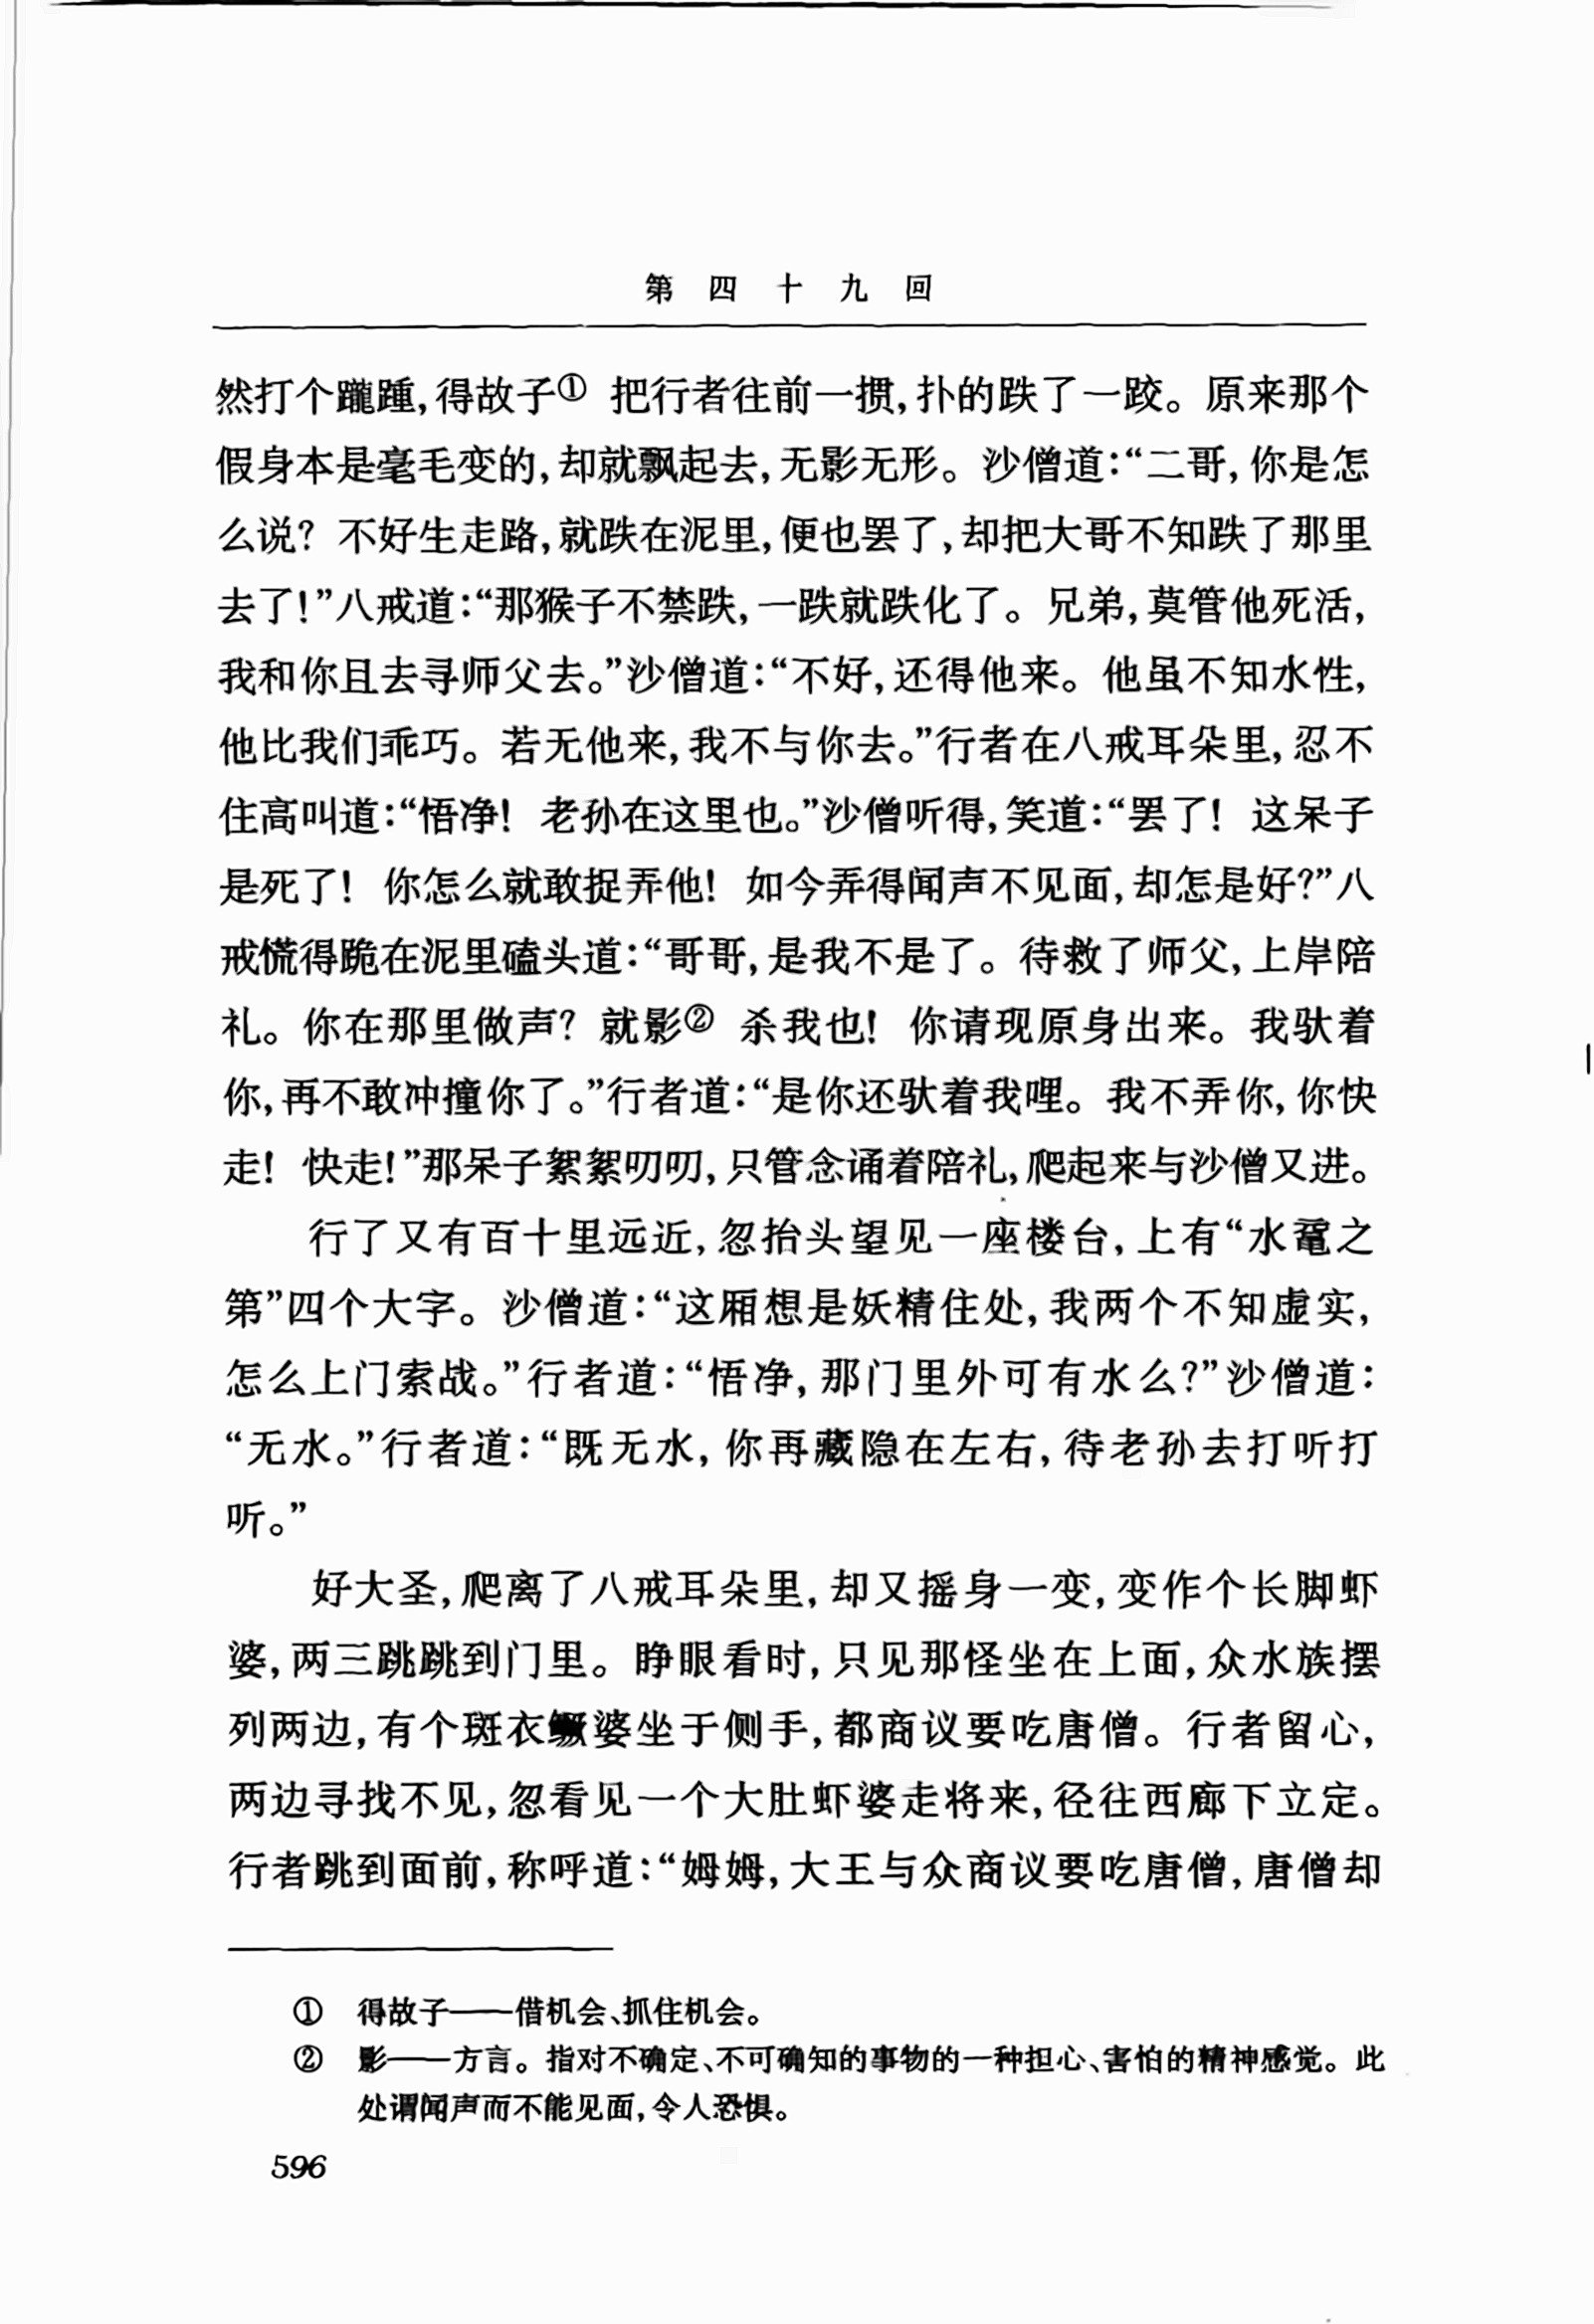 第四十九回
然打个躘踵,得故子① 把行者往前一掼,扑的跌了一跤。原来那个
假身本是毫毛变的,却就飘起去,无影无形。沙僧道:“二哥,你是怎
么说?不好生走路,就跌在泥里,便也罢了,却把大哥不知跌了那里
去了!”八戒道:“那猴子不禁跌,一跌就跌化了。兄弟,莫管他死活,
我和你且去寻师父去。”沙僧道:“不好,还得他来。他虽不知水性,
他比我们乖巧。若无他来,我不与你去。”行者在八戒耳朵里,忍不
住高叫道:“悟净!老孙在这里也。”沙僧听得,笑道:“罢了!这呆子
是死了!你怎么就敢捉弄他!如今弄得闻声不见面,却怎是好?”八
戒慌得跪在泥里磕头道:“哥哥,是我不是了。待救了师父,上岸陪
礼。你在那里做声?就影② 杀我也!你请现原身出来。我驮着
你,再不敢冲撞你了。”行者道:“是你还驮着我哩。我不弄你,你快
走!快走!”那呆子絮絮叨叨,只管念诵着陪礼,爬起来与沙僧又进。
行了又有百十里远近,忽抬头望见一座楼台,上有“水鼋之
第”四个大字。沙僧道:“这厢想是妖精住处,我两个不知虚实,
怎么上门索战。”行者道:“悟净,那门里外可有水么?”沙僧道:
“无水。”行者道:“既无水,你再藏隐在左右,待老孙去打听打
听。”
好大圣,爬离了八戒耳朵里,却又摇身一变,变作个长脚虾
婆,两三跳跳到门里。睁眼看时,只见那怪坐在上面,众水族摆
列两边,有个斑衣鳜婆坐于侧手,都商议要吃唐僧。行者留心,
两边寻找不见,忽看见一个大肚虾婆走将来,径往西廊下立定。
行者跳到面前,称呼道:“姆姆,大王与众商议要吃唐僧,唐僧却
① 得故子——借机会、抓住机会。
② 影——方言。指对不确定、不可确知的事物的一种担心、害怕的精神感觉。此
处谓闻声而不能见面,令人恐惧。
596